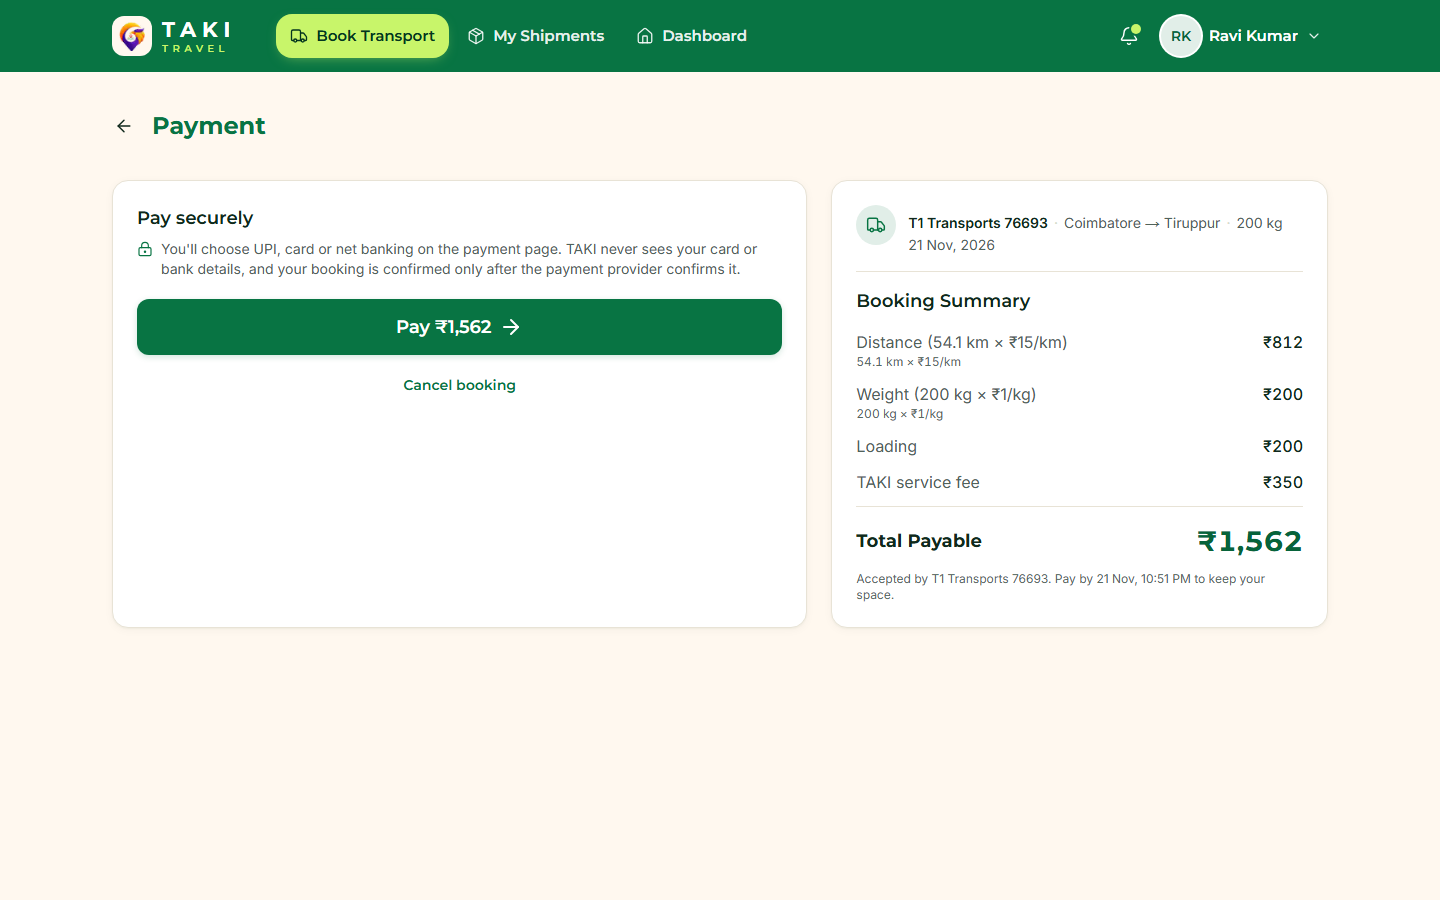 TAKI
TRAVEL
Book Transport
My Shipments
Dashboard
RK
Ravi Kumar
Payment
Pay securely
You'll choose UPI, card or net banking on the payment page. TAKI never sees your card or
bank details, and your booking is confirmed only after the payment provider confirms it.
Pay ₹1,562 →
Cancel booking
T1 Transports 76693 · Coimbatore → Tiruppur · 200 kg
21 Nov, 2026
Booking Summary
Distance (54.1 km × ₹15/km) ₹812
54.1 km × ₹15/km
Weight (200 kg × ₹1/kg) ₹200
200 kg × ₹1/kg
Loading ₹200
TAKI service fee ₹350
Total Payable ₹1,562
Accepted by T1 Transports 76693. Pay by 21 Nov, 10:51 PM to keep your
space.